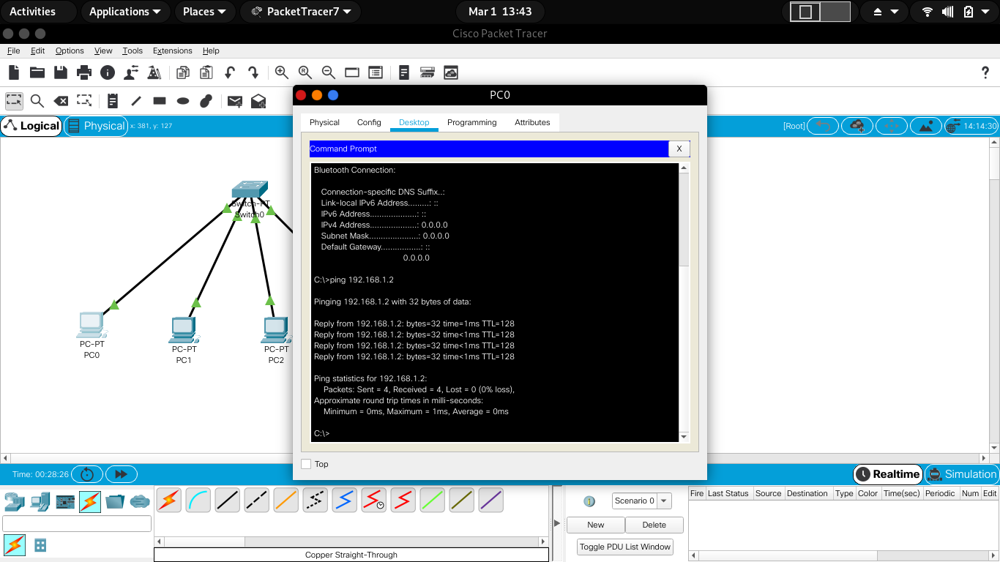 Activities Applications Places PacketTracer7 Mar 1 13:43
Cisco Packet Tracer
File Edit Options View Tools Extensions Help
?
PC0
Logical Physical x: 381, y: 127
[Root] 14:14:30
Physical Config Desktop Programming Attributes
Command Prompt X
Bluetooth Connection:
Connection-specific DNS Suffix..:
Link-local IPv6 Address.........: ::
IPv6 Address....................: ::
IPv4 Address....................: 0.0.0.0
Subnet Mask.....................: 0.0.0.0
Default Gateway.................: ::
0.0.0.0
C:\>ping 192.168.1.2
Pinging 192.168.1.2 with 32 bytes of data:
Reply from 192.168.1.2: bytes=32 time=1ms TTL=128
Reply from 192.168.1.2: bytes=32 time<1ms TTL=128
Reply from 192.168.1.2: bytes=32 time<1ms TTL=128
Reply from 192.168.1.2: bytes=32 time<1ms TTL=128
Ping statistics for 192.168.1.2:
Packets: Sent = 4, Received = 4, Lost = 0 (0% loss),
Approximate round trip times in milli-seconds:
Minimum = 0ms, Maximum = 1ms, Average = 0ms
C:\>
Top
Switch-PT
Switch0
PC-PT
PC0
PC-PT
PC1
PC-PT
PC2
Time: 00:28:26 Realtime Simulation
Scenario 0
New Delete
Toggle PDU List Window
Fire Last Status Source Destination Type Color Time(sec) Periodic Num Edit
Copper Straight-Through